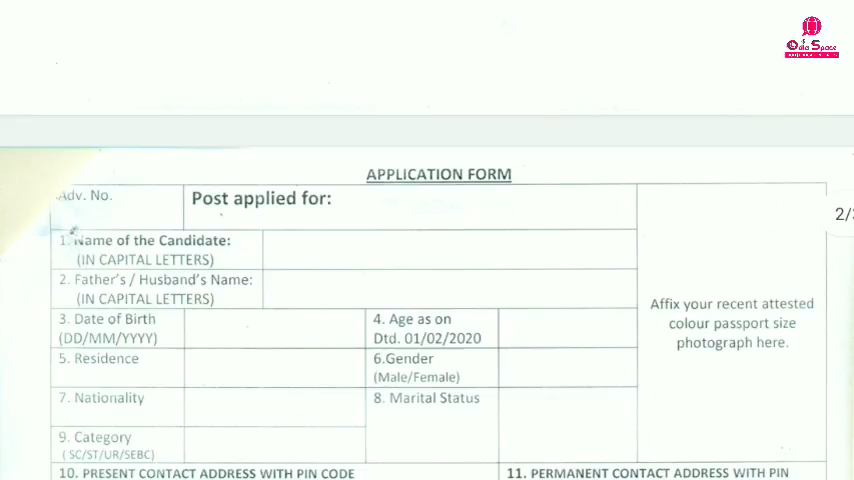 Odia Space
2/
APPLICATION FORM
Adv. No.
Post applied for:
1. Name of the Candidate:
(IN CAPITAL LETTERS)
2. Father's / Husband's Name:
(IN CAPITAL LETTERS)
3. Date of Birth
(DD/MM/YYYY)
4. Age as on
Dtd. 01/02/2020
5. Residence
6.Gender
(Male/Female)
7. Nationality
8. Marital Status
9. Category
( SC/ST/UR/SEBC)
Affix your recent attested
colour passport size
photograph here.
10. PRESENT CONTACT ADDRESS WITH PIN CODE
11. PERMANENT CONTACT ADDRESS WITH PIN